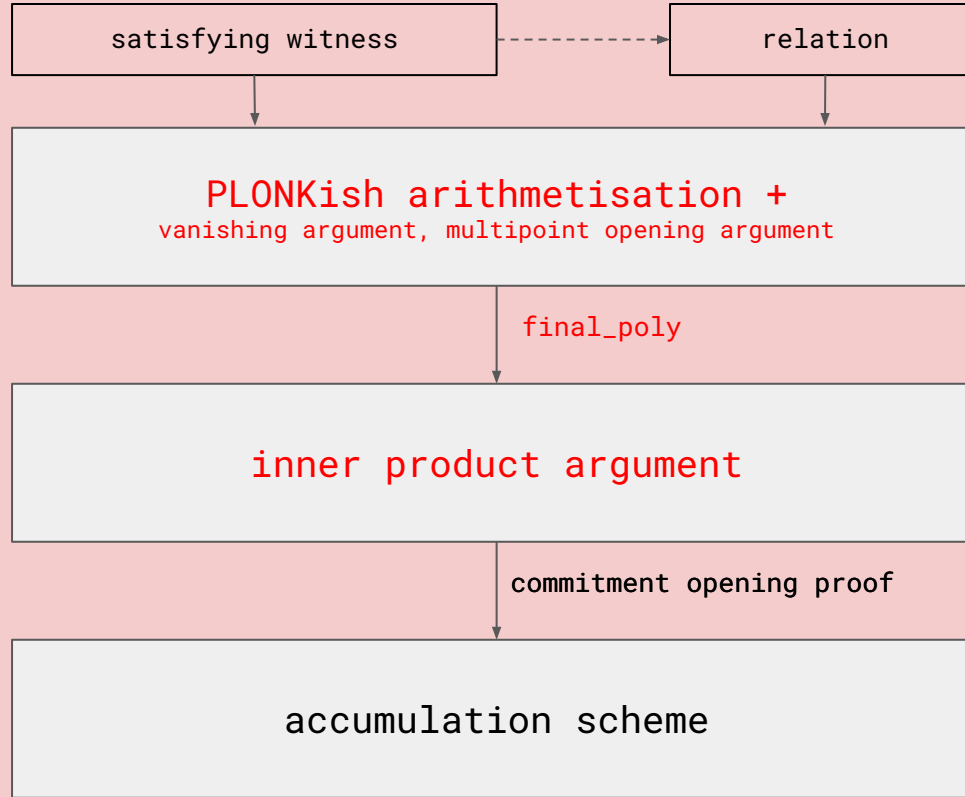 satisfying witness
relation
PLONKish arithmetisation +
vanishing argument, multipoint opening argument
final_poly
inner product argument
commitment opening proof
accumulation scheme